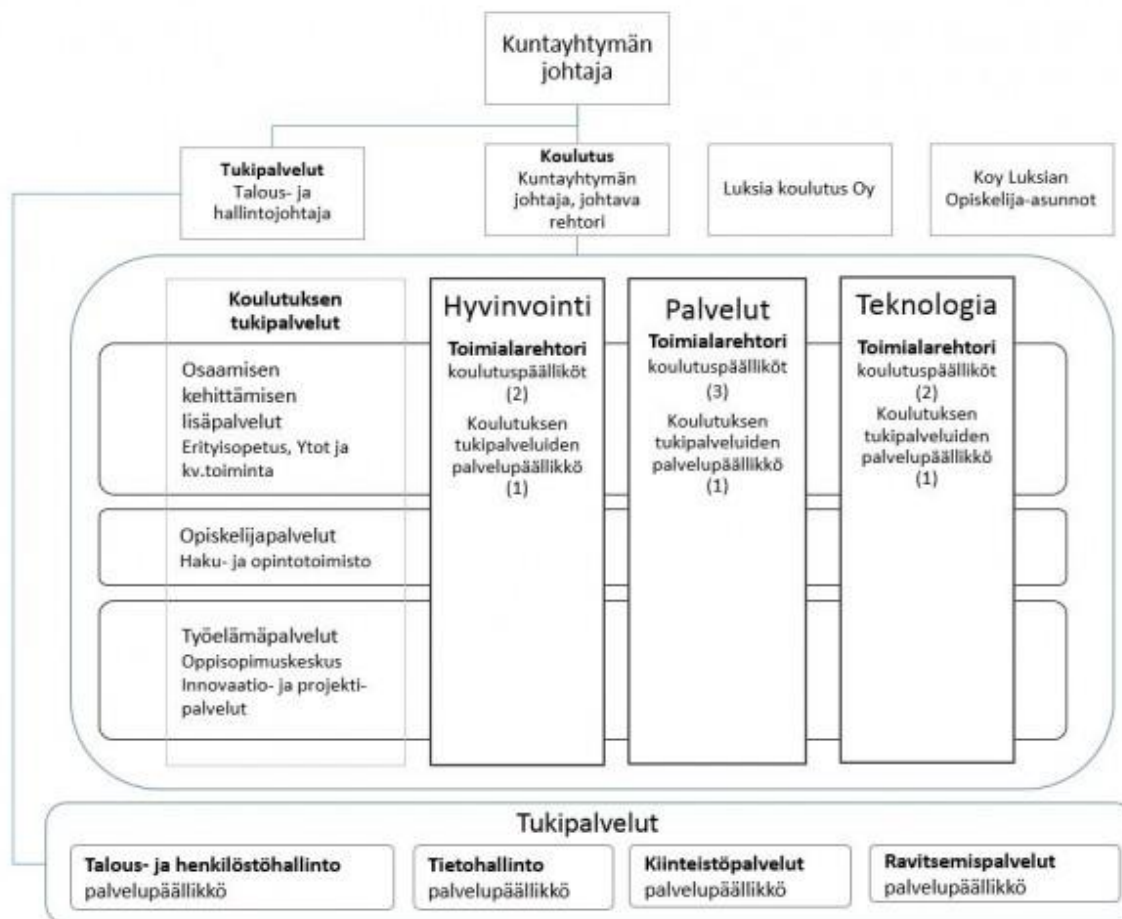 Kuntayhtymän
johtaja
Tukipalvelut
Talous- ja
hallintojohtaja
Koulutus
Kuntayhtymän
johtaja, johtava
rehtori
Luksia koulutus Oy
Koy Luksian
Opiskelija-asunnot
Koulutuksen
tukipalvelut
Osaamisen
kehittämisen
lisäpalvelut
Erityisopetus, Ytot ja
kv.toiminta
Opiskelijapalvelut
Haku- ja opintotoimisto
Työelämäpalvelut
Oppisopimuskeskus
Innovaatio- ja projekti-
palvelut
Hyvinvointi
Toimialarehtori
koulutuspäälliköt
(2)
Koulutuksen
tukipalveluiden
palvelupäällikkö
(1)
Palvelut
Toimialarehtori
koulutuspäälliköt
(3)
Koulutuksen
tukipalveluiden
palvelupäällikkö
(1)
Teknologia
Toimialarehtori
koulutuspäälliköt
(2)
Koulutuksen
tukipalveluiden
palvelupäällikkö
(1)
Tukipalvelut
Talous- ja henkilöstöhallinto
palvelupäällikkö
Tietohallinto
palvelupäällikkö
Kiinteistöpalvelut
palvelupäällikkö
Ravitsemispalvelut
palvelupäällikkö